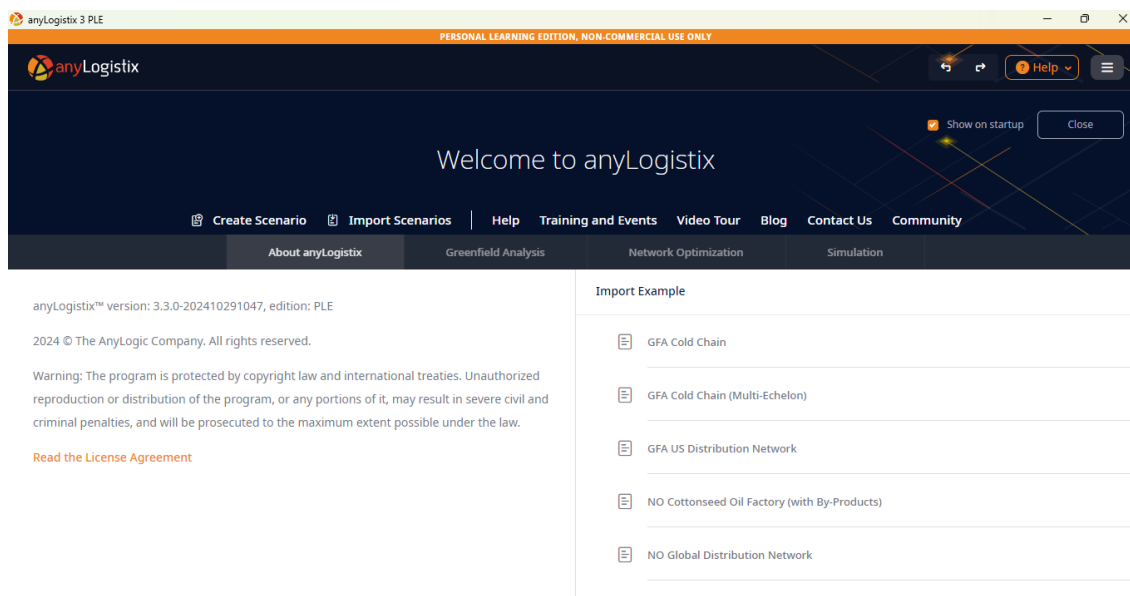 anyLogistix 3 PLE
PERSONAL LEARNING EDITION, NON-COMMERCIAL USE ONLY
anyLogistix
? Help
Show on startup
Close
Welcome to anyLogistix
Create Scenario Import Scenarios Help Training and Events Video Tour Blog Contact Us Community
About anyLogistix Greenfield Analysis Network Optimization Simulation
anyLogistix™ version: 3.3.0-202410291047, edition: PLE
2024 © The AnyLogic Company. All rights reserved.
Warning: The program is protected by copyright law and international treaties. Unauthorized
reproduction or distribution of the program, or any portions of it, may result in severe civil and
criminal penalties, and will be prosecuted to the maximum extent possible under the law.
Read the License Agreement
Import Example
GFA Cold Chain
GFA Cold Chain (Multi-Echelon)
GFA US Distribution Network
NO Cottonseed Oil Factory (with By-Products)
NO Global Distribution Network